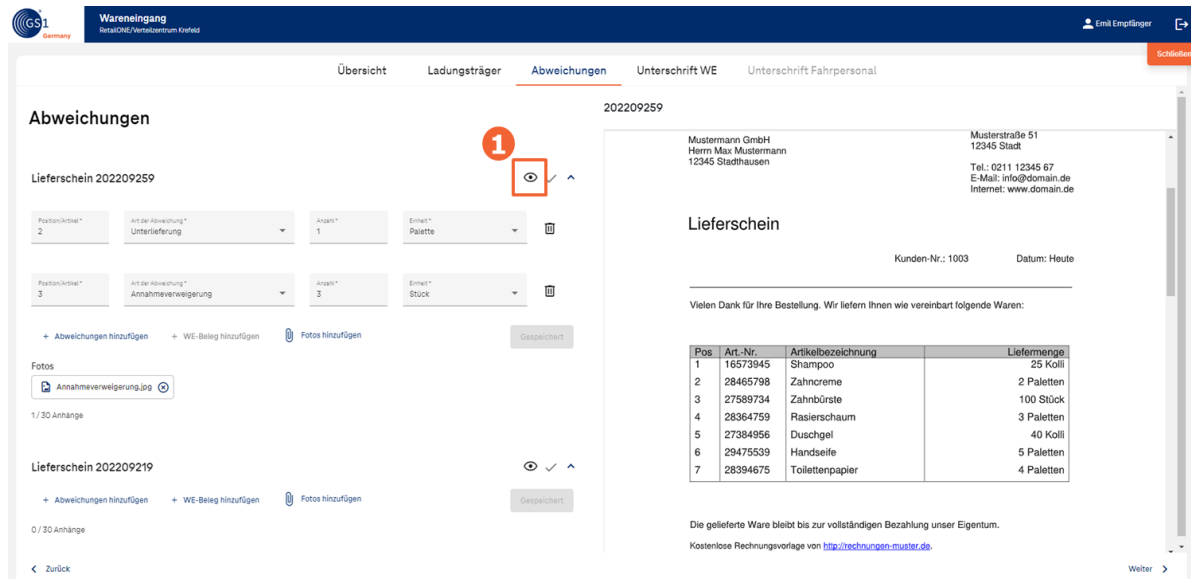 GS1
Germany
Wareneingang
RetailONE/Verteilzentrum Krefeld
Emil Empfänger
Schließen
Übersicht
Ladungsträger
Abweichungen
Unterschrift WE
Unterschrift Fahrpersonal
Abweichungen
1
Lieferschein 202209259
Position/Artikel* Art der Abweichung* Anzahl* Einheit*
2 Unterlieferung 1 Palette
Position/Artikel* Art der Abweichung* Anzahl* Einheit*
3 Annahmeverweigerung 3 Stück
+ Abweichungen hinzufügen + WE-Beleg hinzufügen Fotos hinzufügen Gespeichert
Fotos
Annahmeverweigerung.jpg
1/30 Anhänge
Lieferschein 202209219
+ Abweichungen hinzufügen + WE-Beleg hinzufügen Fotos hinzufügen Gespeichert
0/30 Anhänge
Zurück
202209259
Mustermann GmbH
Herrn Max Mustermann
12345 Stadthausen
Musterstraße 51
12345 Stadt
Tel.: 0211 12345 67
E-Mail: info@domain.de
Internet: www.domain.de
Lieferschein
Kunden-Nr.: 1003 Datum: Heute
Vielen Dank für Ihre Bestellung. Wir liefern Ihnen wie vereinbart folgende Waren:
Pos Art.-Nr. Artikelbezeichnung Liefermenge
1 16573945 Shampoo 25 Kolli
2 28465798 Zahncreme 2 Paletten
3 27589734 Zahnbürste 100 Stück
4 28364759 Rasierschaum 3 Paletten
5 27384956 Duschgel 40 Kolli
6 29475539 Handseife 5 Paletten
7 28394675 Toilettenpapier 4 Paletten
Die gelieferte Ware bleibt bis zur vollständigen Bezahlung unser Eigentum.
Kostenlose Rechnungsvorlage von http://rechnungen-muster.de.
Weiter